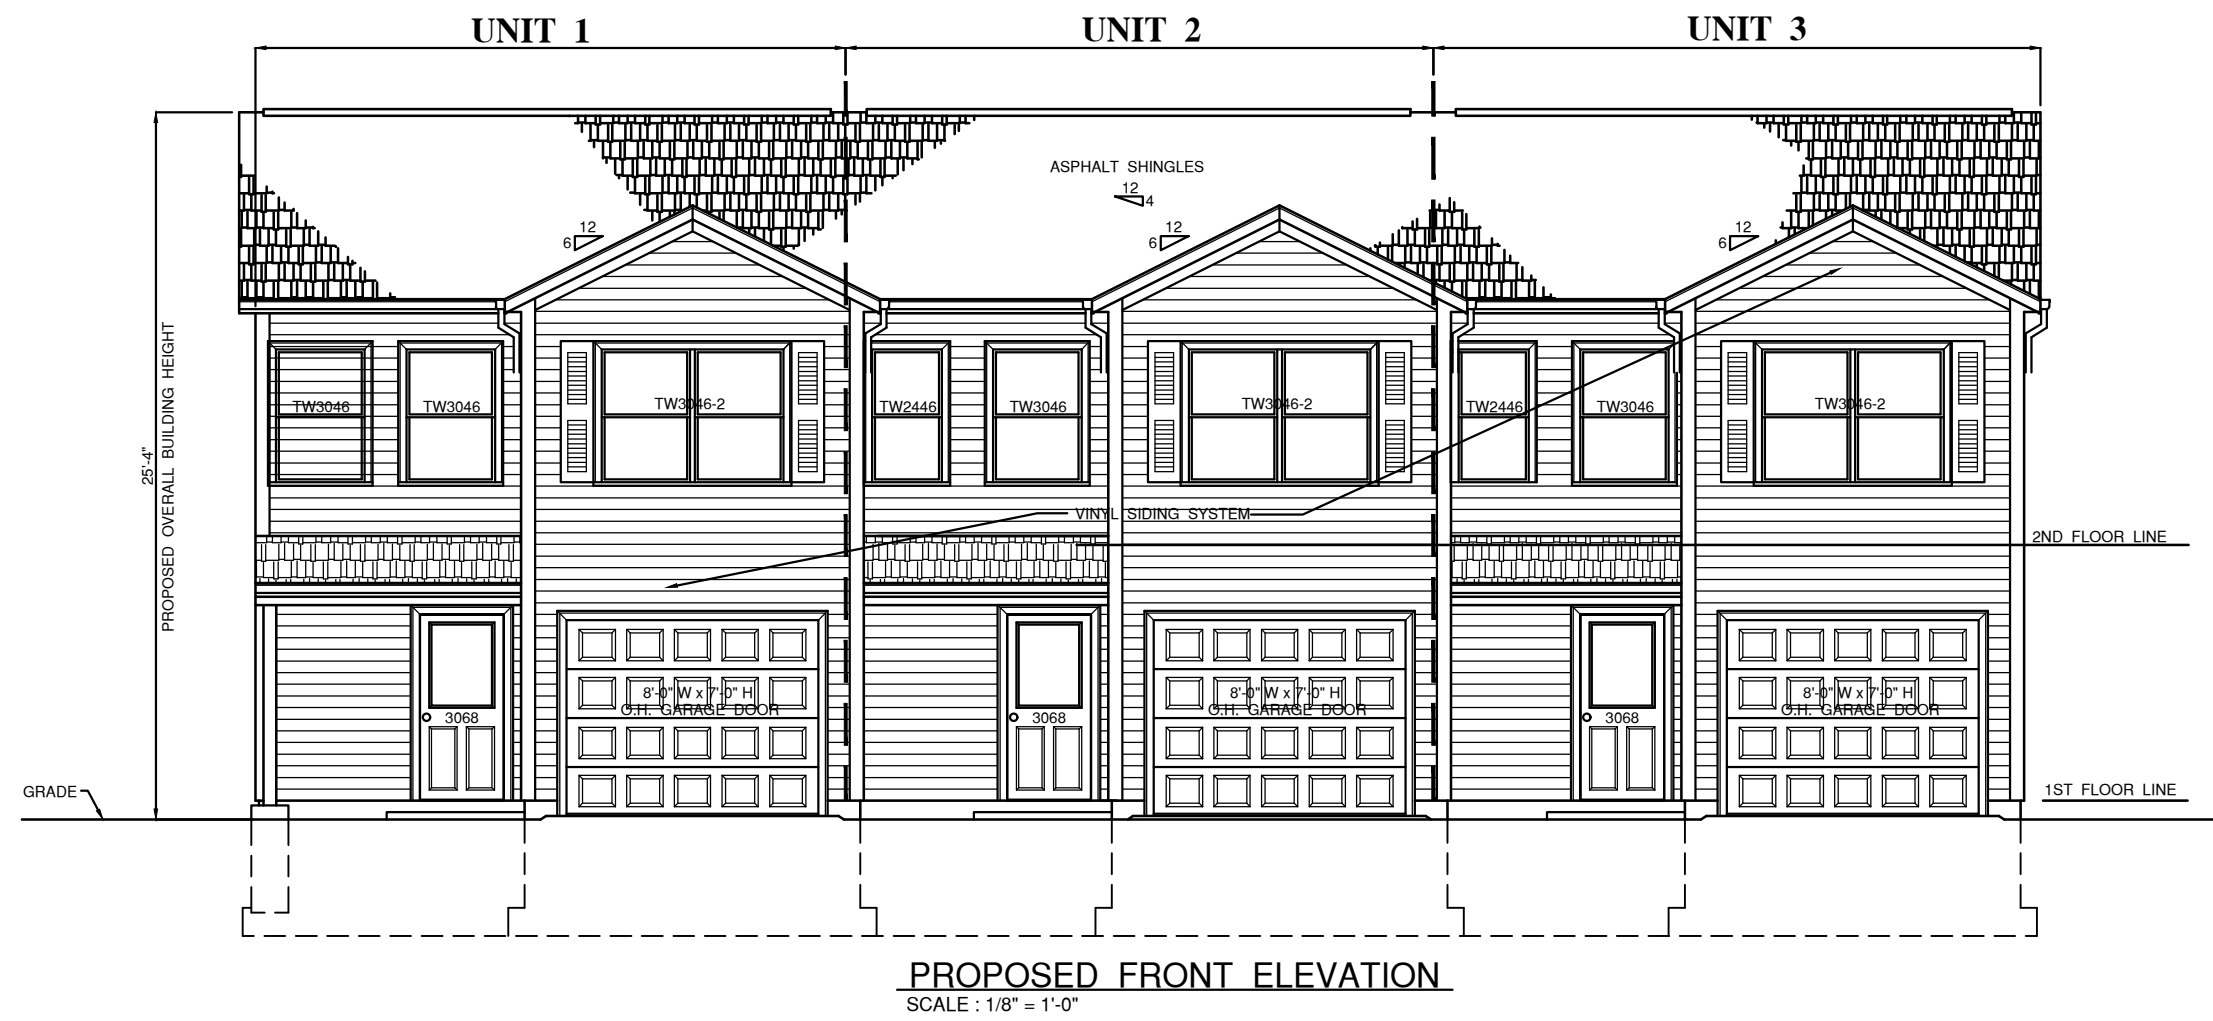 UNIT 1
UNIT 2
UNIT 3
ASPHALT SHINGLES
12
4
12
6
12
6
12
6
25'-4"
PROPOSED OVERALL BUILDING HEIGHT
TW3046
TW3046
TW3046-2
TW2446
TW3046
TW3046-2
TW2446
TW3046
TW3046-2
VINYL SIDING SYSTEM
2ND FLOOR LINE
8'-0" W x 7'-0" H
O.H. GARAGE DOOR
8'-0" W x 7'-0" H
O.H. GARAGE DOOR
8'-0" W x 7'-0" H
O.H. GARAGE DOOR
3068
3068
3068
GRADE
1ST FLOOR LINE
PROPOSED FRONT ELEVATION
SCALE : 1/8" = 1'-0"